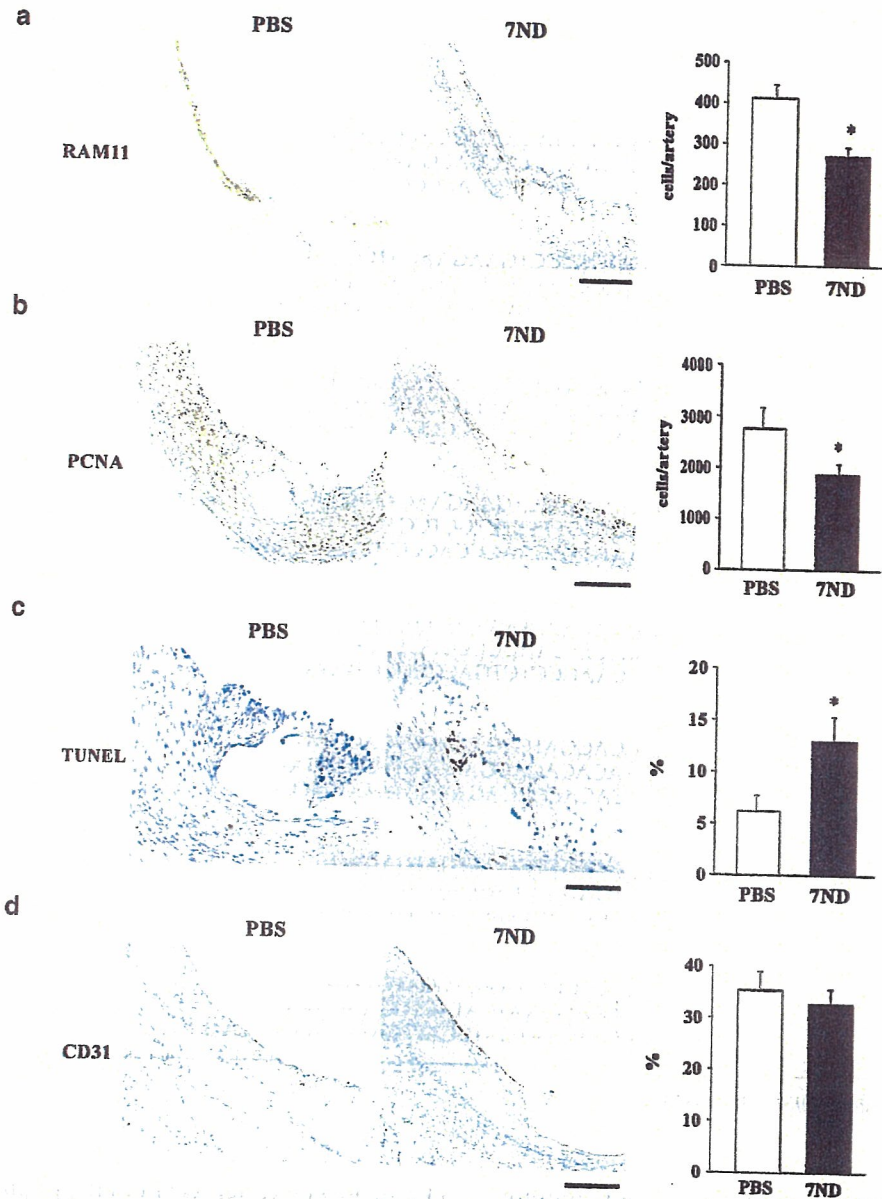 a
PBS 7ND
RAM11
cells/artery
500
400
300
200
100
0
*
PBS 7ND
b
PBS 7ND
PCNA
cells/artery
4000
3000
2000
1000
0
*
PBS 7ND
c
PBS 7ND
TUNEL
%
20
15
10
5
0
*
PBS 7ND
d
PBS 7ND
CD31
%
40
30
20
10
0
PBS 7ND